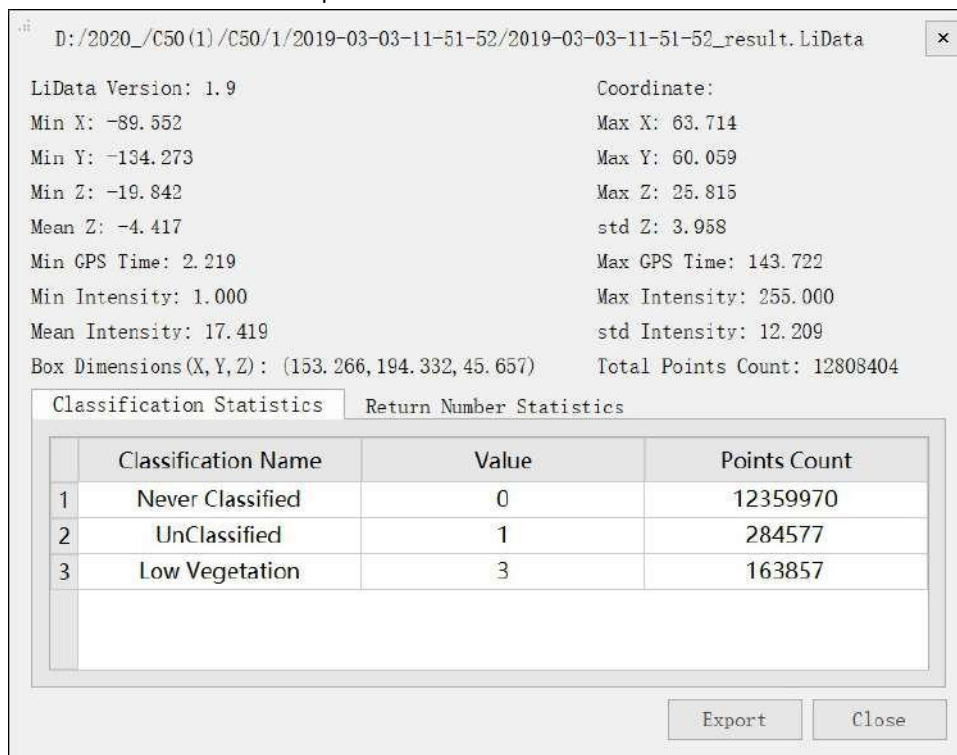 D:/2020_/C50(1)/C50/1/2019-03-03-11-51-52/2019-03-03-11-51-52_result.LiData
LiData Version: 1.9 Coordinate:
Min X: -89.552 Max X: 63.714
Min Y: -134.273 Max Y: 60.059
Min Z: -19.842 Max Z: 25.815
Mean Z: -4.417 std Z: 3.958
Min GPS Time: 2.219 Max GPS Time: 143.722
Min Intensity: 1.000 Max Intensity: 255.000
Mean Intensity: 17.419 std Intensity: 12.209
Box Dimensions(X,Y,Z): (153.266,194.332,45.657) Total Points Count: 12808404
Classification Statistics Return Number Statistics
Classification Name Value Points Count
1 Never Classified 0 12359970
2 UnClassified 1 284577
3 Low Vegetation 3 163857
Export Close